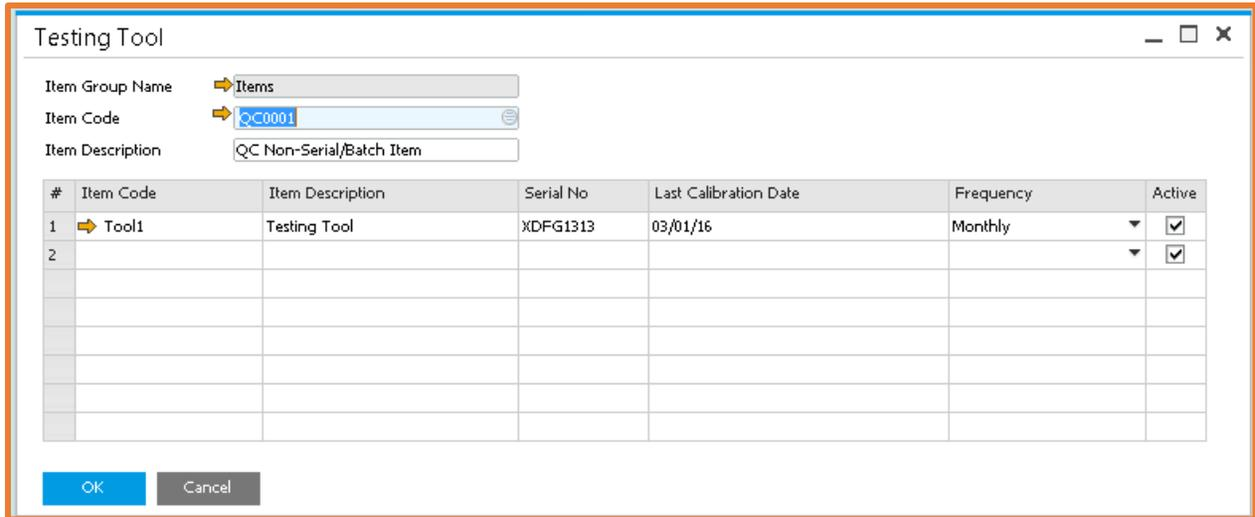 Testing Tool
Item Group Name Items
Item Code QC0001
Item Description QC Non-Serial/Batch Item
# Item Code Item Description Serial No Last Calibration Date Frequency Active
1 Tool1 Testing Tool XDFG1313 03/01/16 Monthly
2
OK Cancel